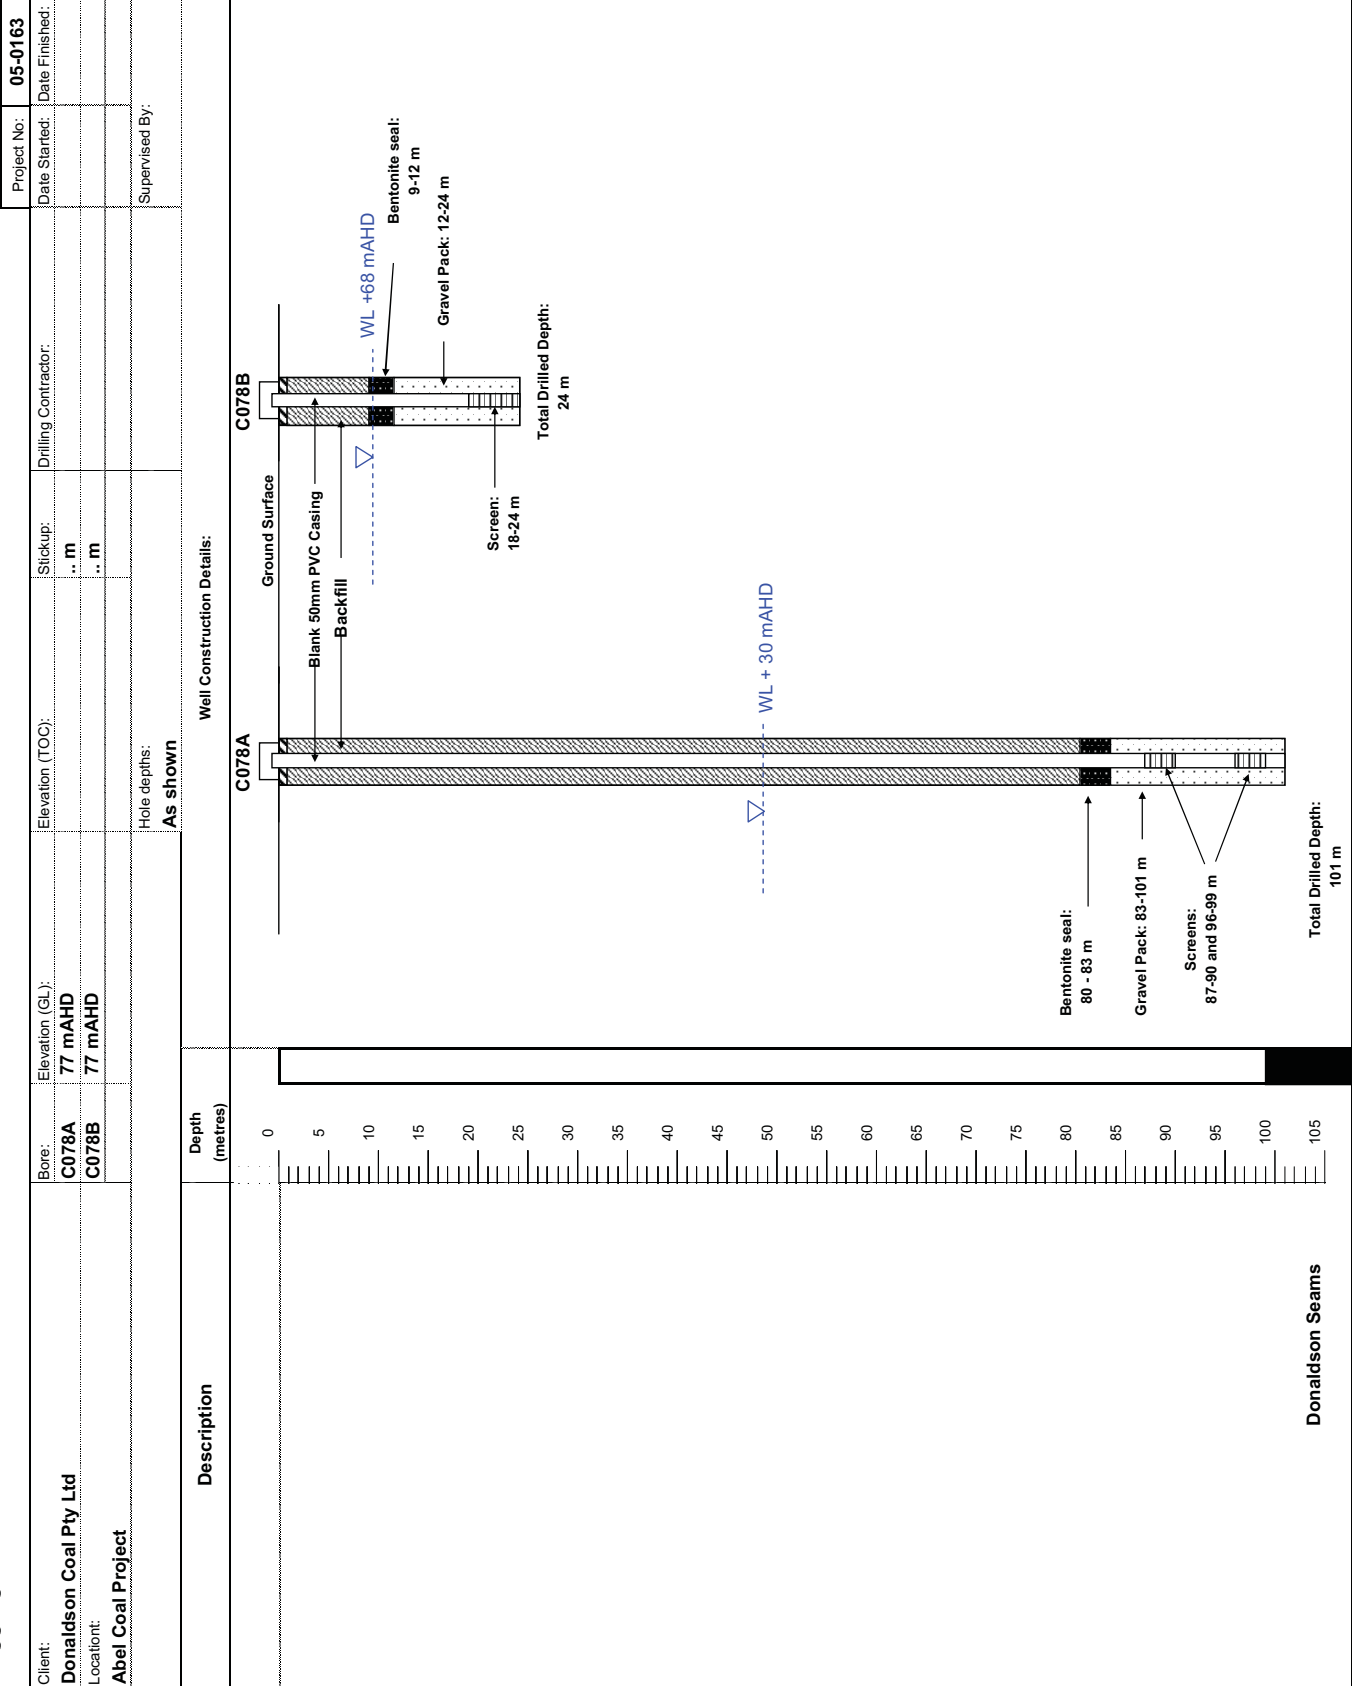 Project No: 05-0163
Client: Bore: Elevation (GL): Elevation (TOC): Stickup: Drilling Contractor: Date Started: Date Finished:
Donaldson Coal Pty Ltd C078A 77 mAHD .. m
Locationt: C078B 77 mAHD .. m
Abel Coal Project
Hole depths: Supervised By:
As shown
Description
Depth
(metres)
Well Construction Details:
C078A
C078B
Ground Surface
Blank 50mm PVC Casing
Backfill
WL +68 mAHD
Bentonite seal:
9-12 m
Gravel Pack: 12-24 m
Screen:
18-24 m
Total Drilled Depth:
24 m
WL + 30 mAHD
Bentonite seal:
80 - 83 m
Gravel Pack: 83-101 m
Screens:
87-90 and 96-99 m
Total Drilled Depth:
101 m
0
5
10
15
20
25
30
35
40
45
50
55
60
65
70
75
80
85
90
95
100
105
Donaldson Seams